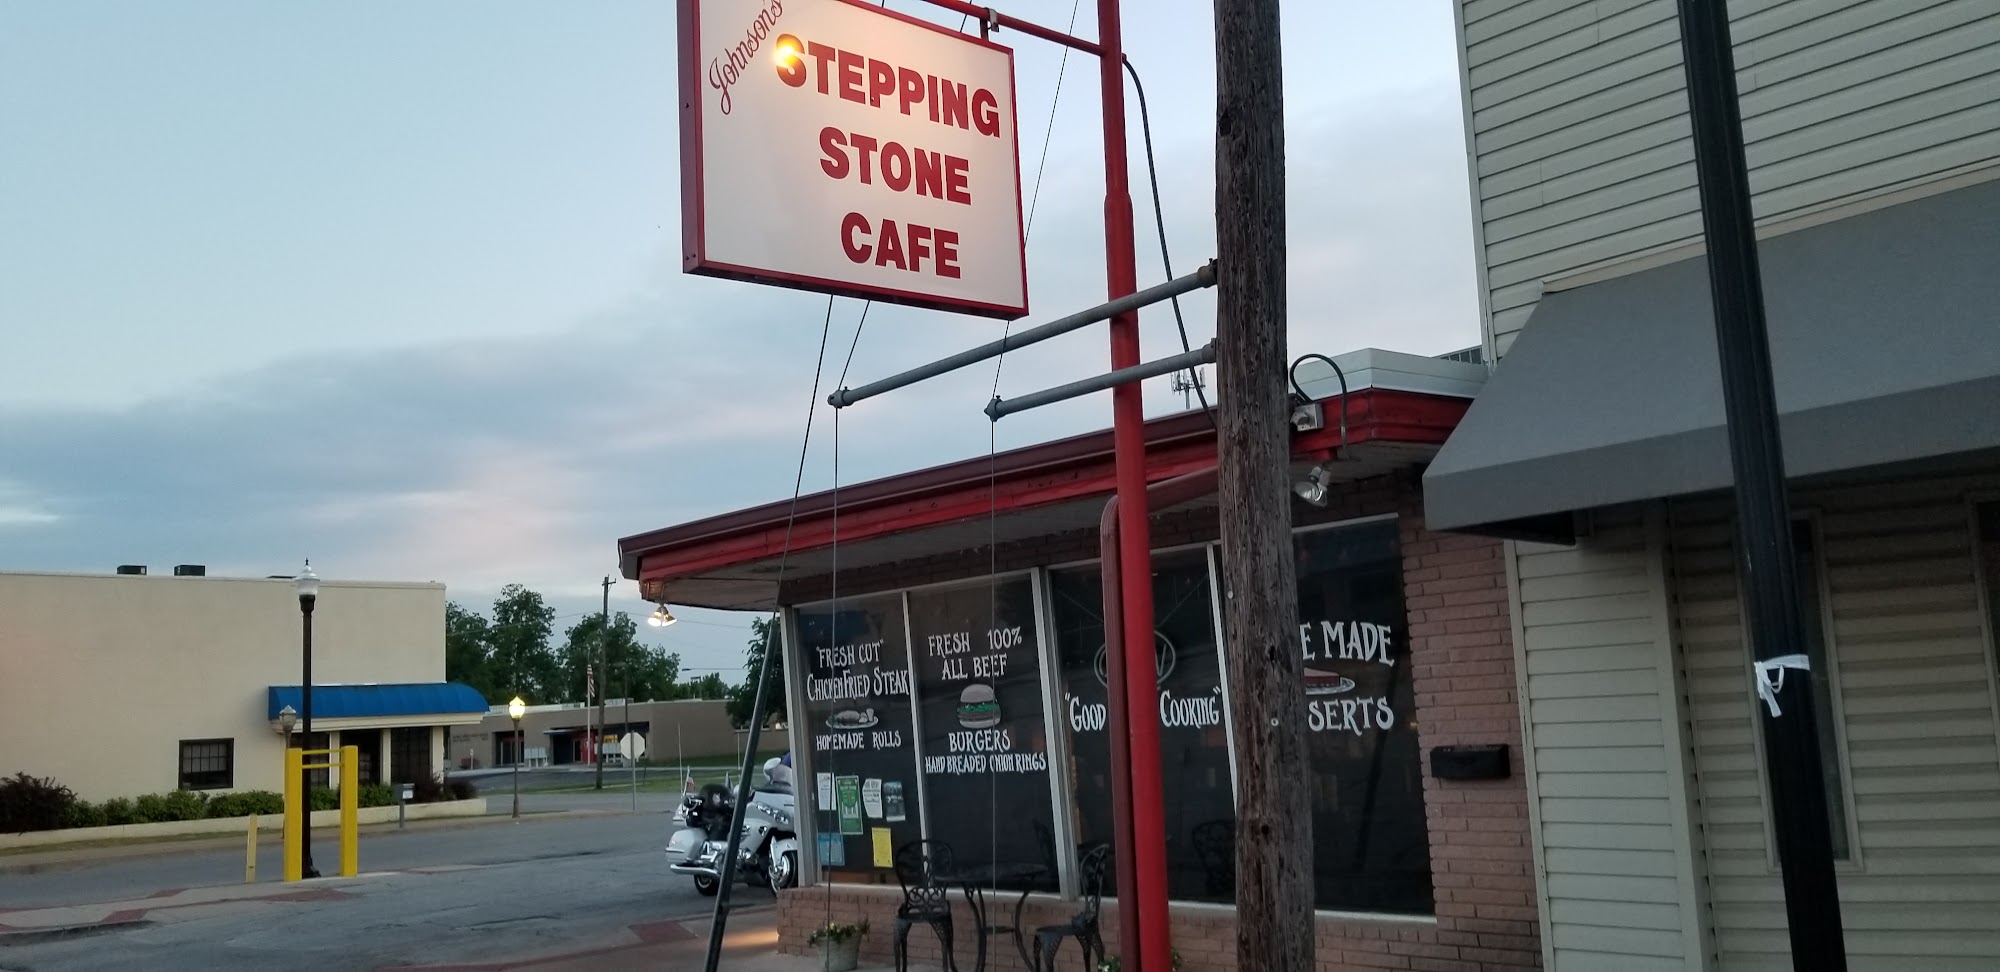 Johnson's
STEPPING
STONE
CAFE
"FRESH CUT"
CHICKEN FRIED STEAK
HOMEMADE ROLLS
FRESH 100%
ALL BEEF
BURGERS
HAND BREADED ONION RINGS
"GOOD
COOKING"
E MADE
SERTS